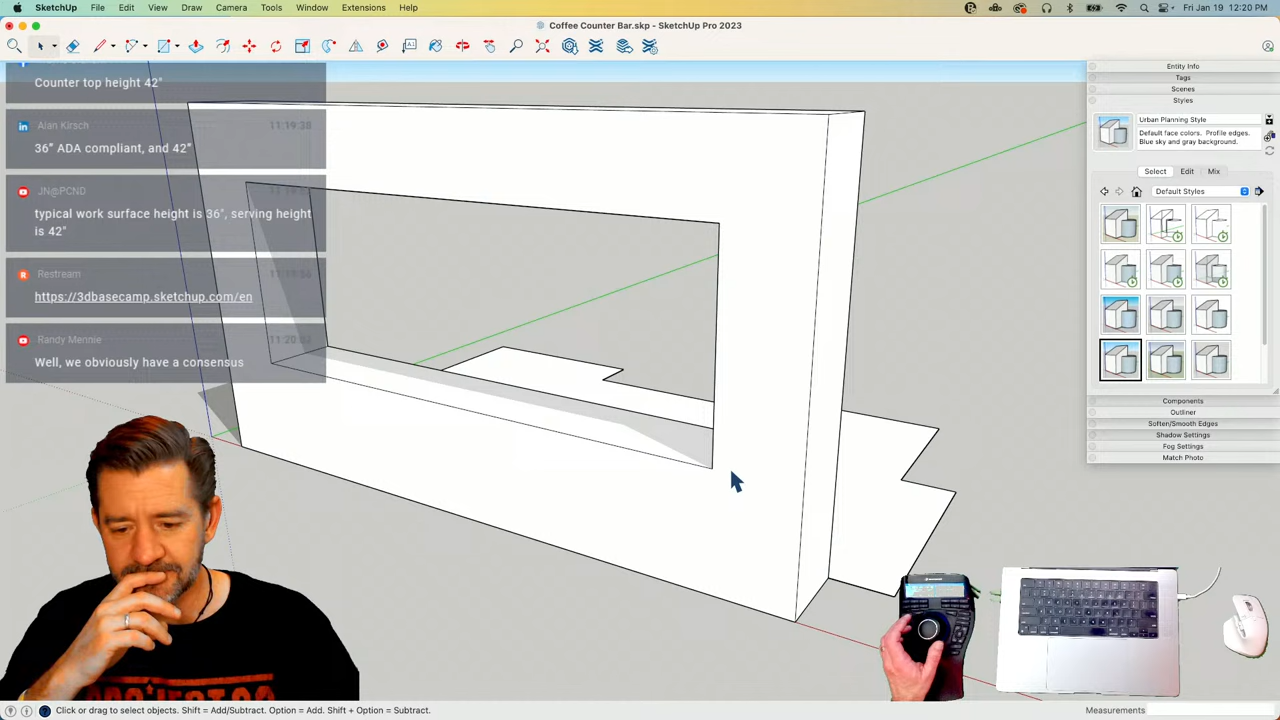 SketchUp File Edit View Draw Camera Tools Window Extensions Help
Fri Jan 19 12:20 PM
Coffee Counter Bar.skp - SketchUp Pro 2023
Counter top height 42"
Alan Kirsch 11:19:38
36" ADA compliant, and 42"
JN@PCND
typical work surface height is 36", serving height
is 42"
Restream
https://3dbasecamp.sketchup.com/en
Randy Mennie
Well, we obviously have a consensus
Entity Info
Tags
Scenes
Styles
Urban Planning Style
Default face colors. Profile edges.
Blue sky and gray background.
Select Edit Mix
Default Styles
Components
Outliner
Soften/Smooth Edges
Shadow Settings
Fog Settings
Match Photo
Click or drag to select objects. Shift = Add/Subtract. Option = Add. Shift + Option = Subtract.
Measurements